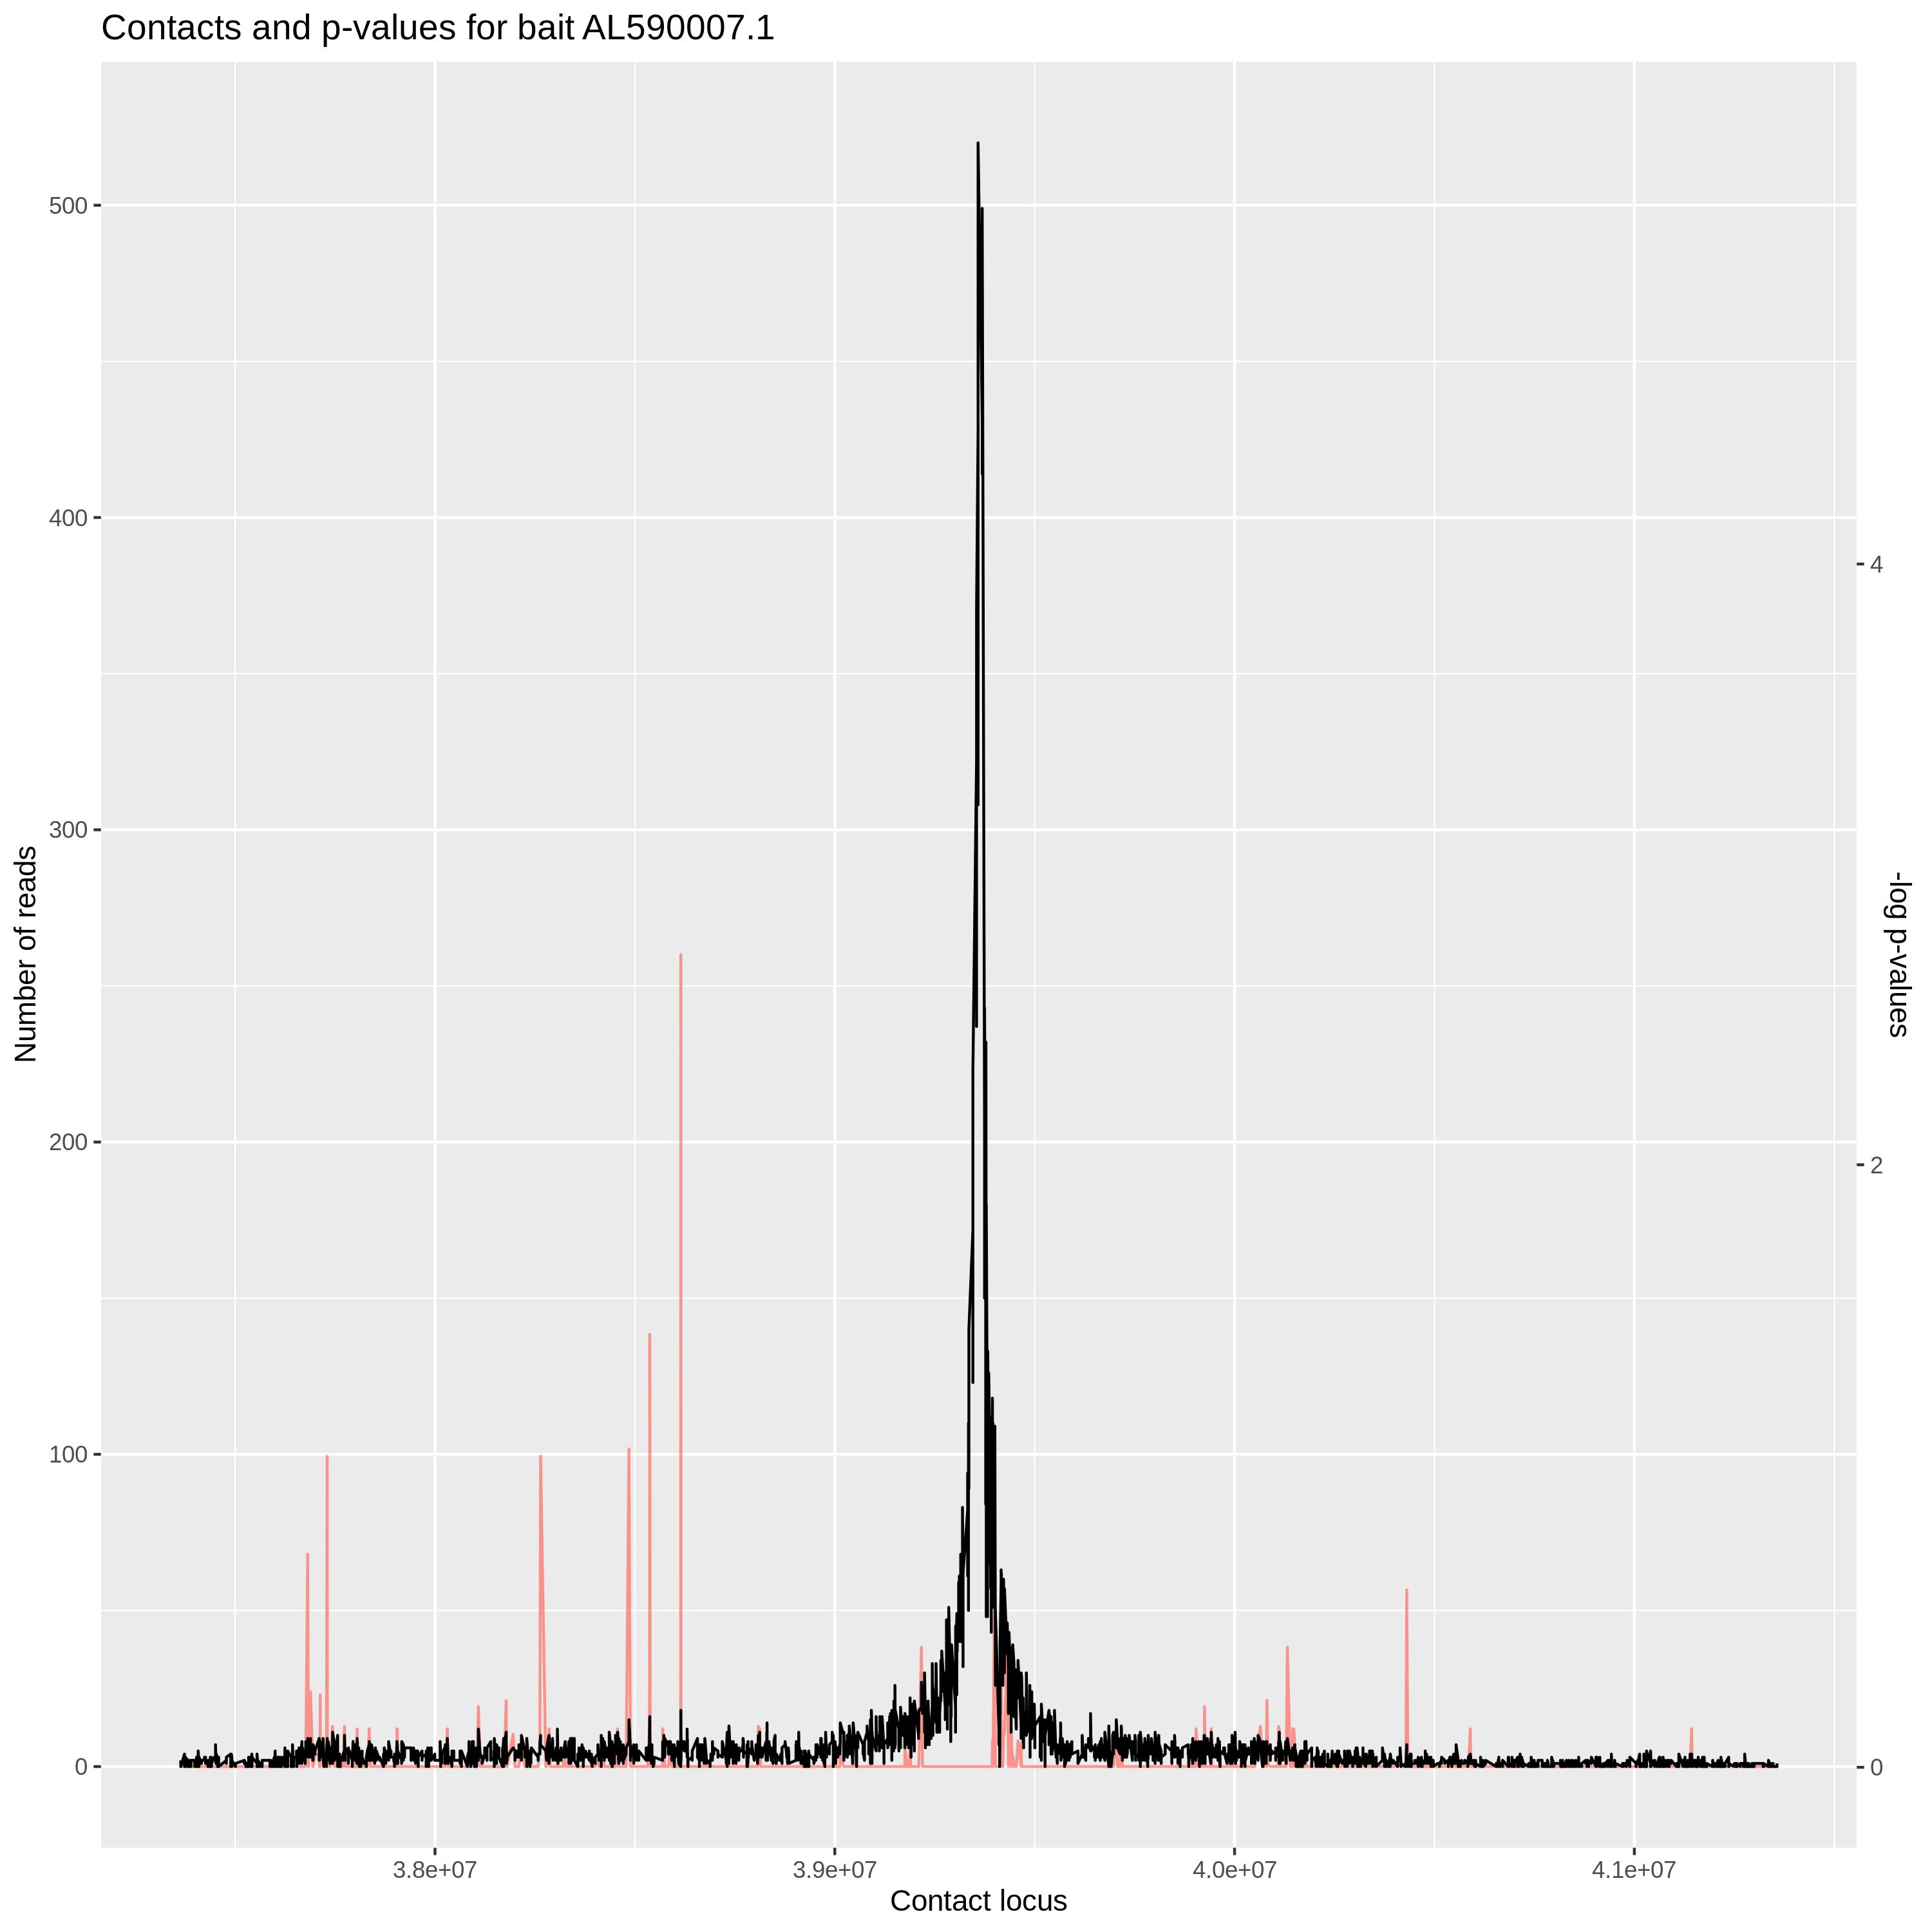 Contacts and p-values for bait AL590007.1
500
400
300
200
100
0
Number of reads
4
2
0
-log p-values
3.8e+07
3.9e+07
4.0e+07
4.1e+07
Contact locus